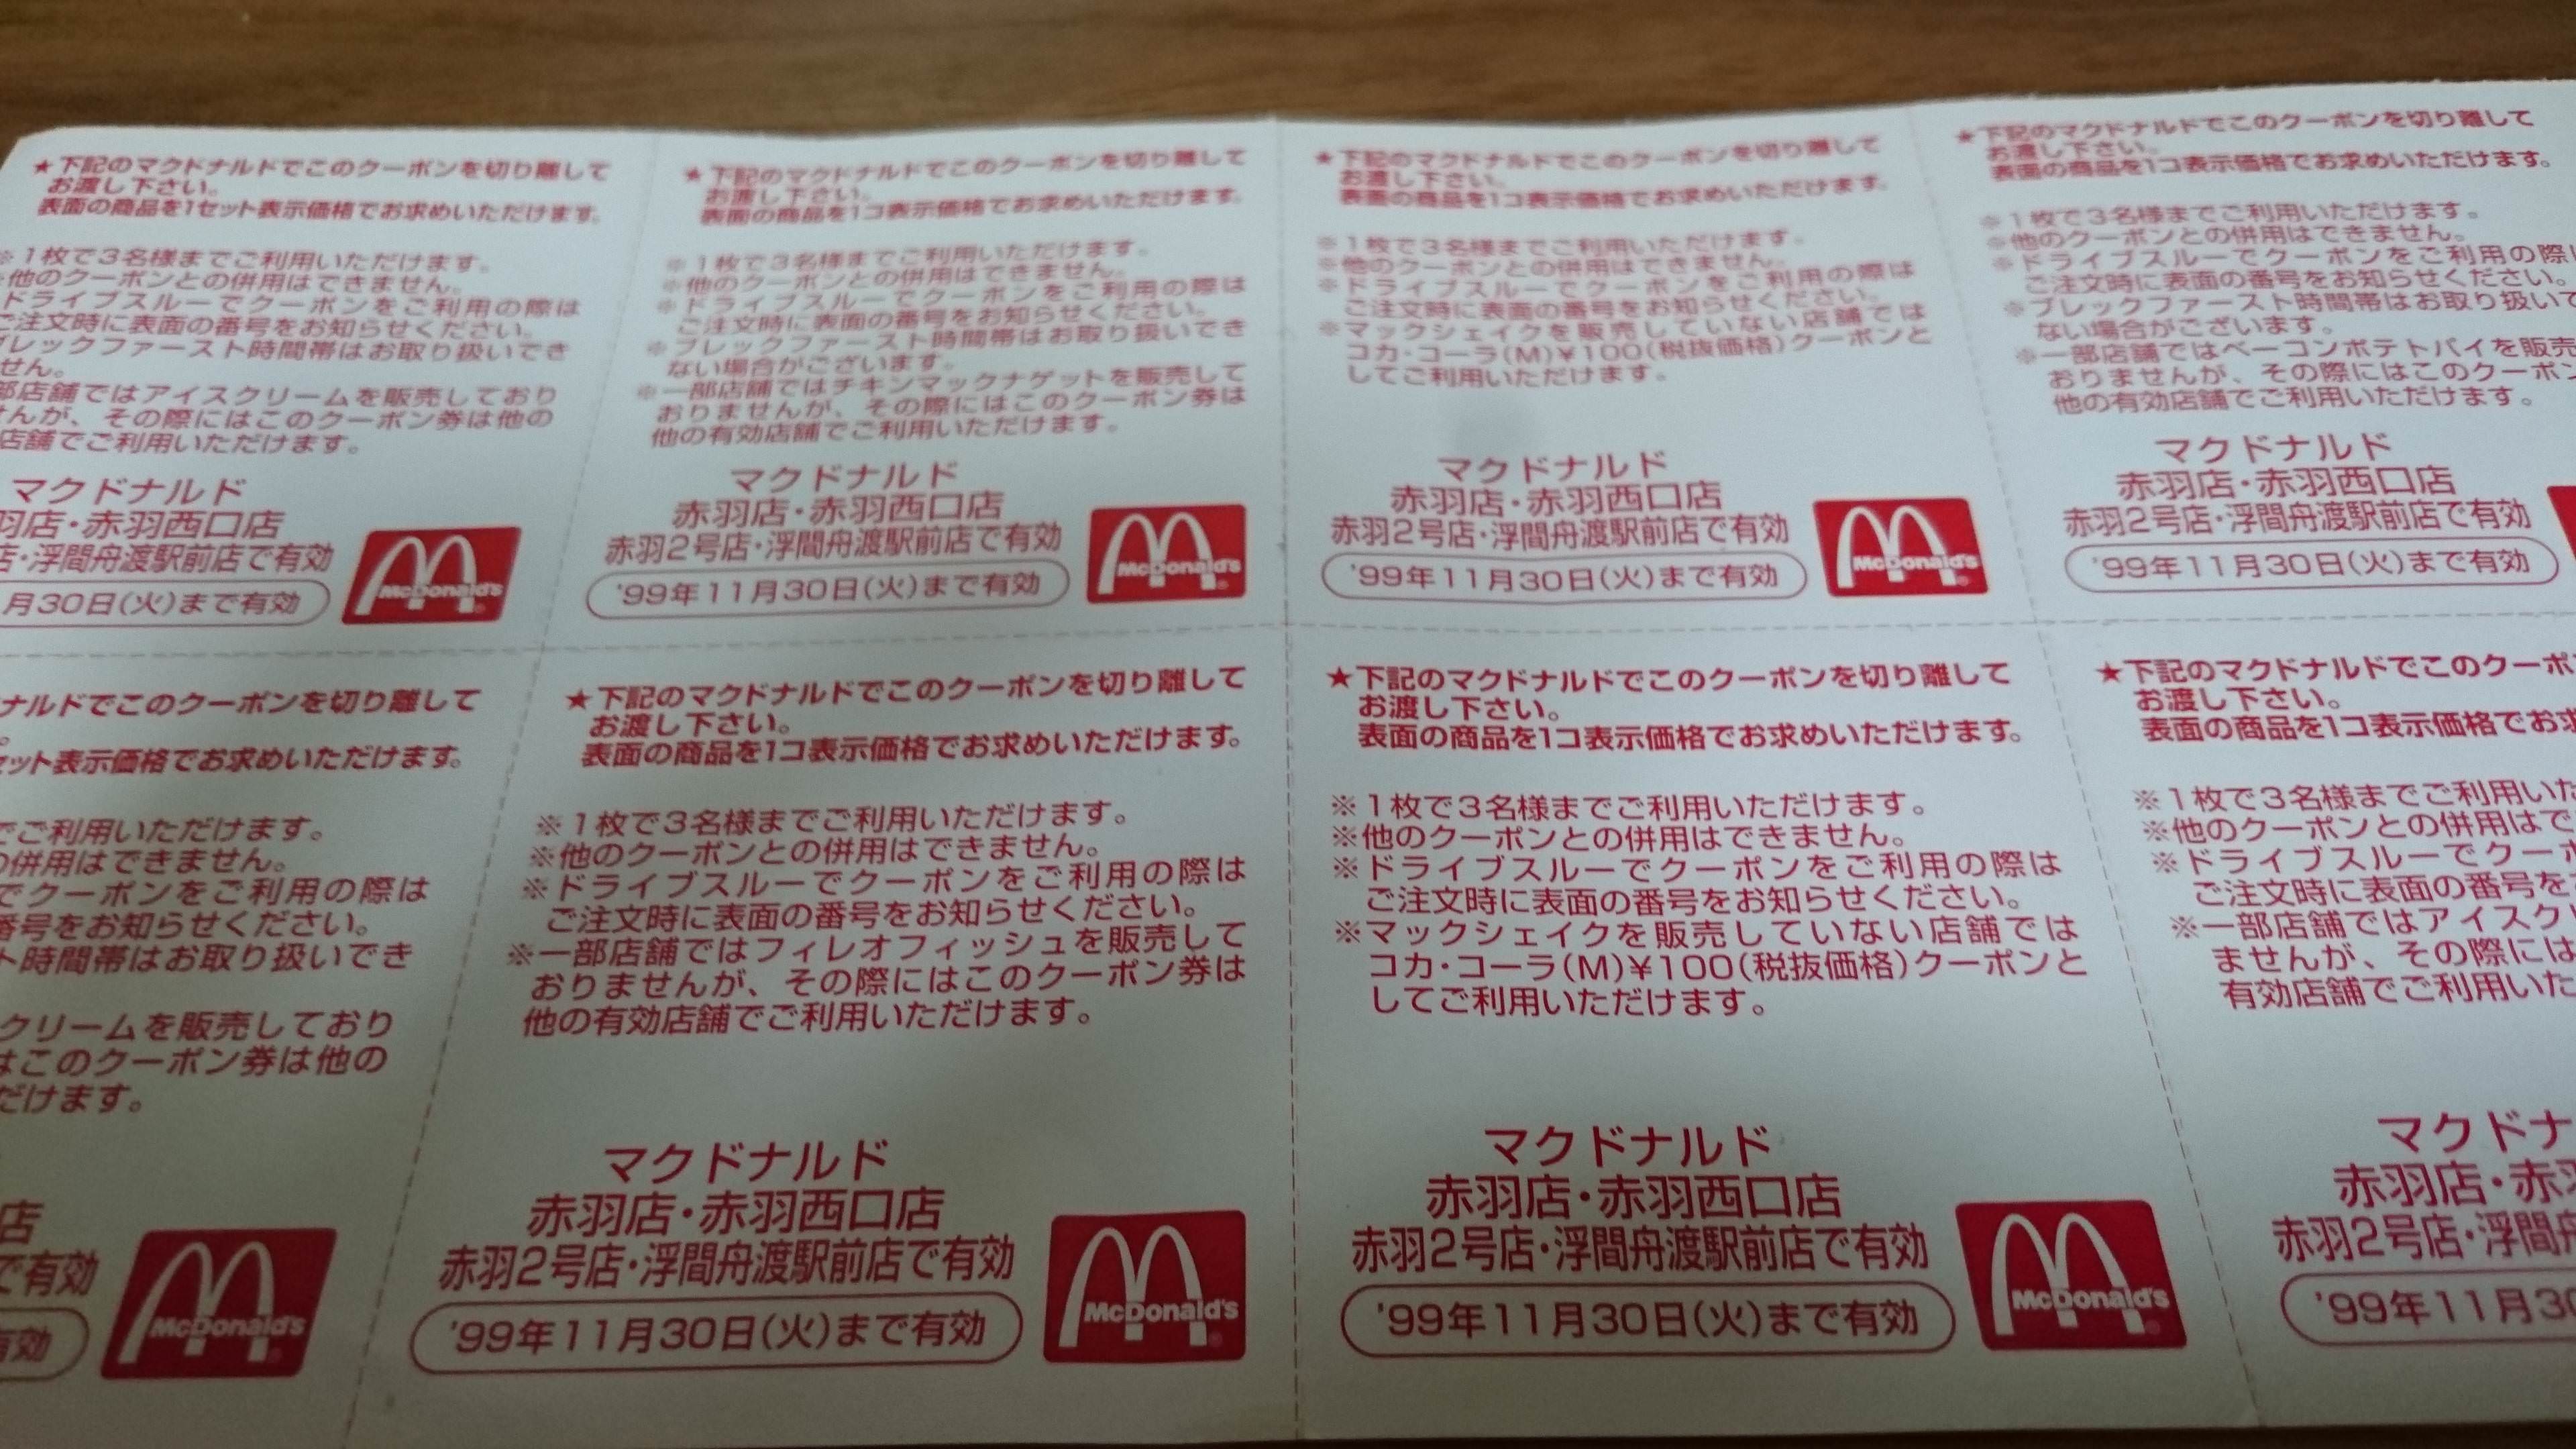 ★下記のマクドナルドでこのクーポンを切り離して
お渡し下さい。
表面の商品を1セット表示価格でお求めいただけます。
※1枚で3名様までご利用いただけます。
他のクーポンとの併用はできません。
ドライブスルーでクーポンをご利用の際は
ご注文時に表面の番号をお知らせください。
ブレックファースト時間帯はお取り扱いでき
せん。
部店舗ではアイスクリームを販売しており
せんが、その際にはこのクーポン券は他の
店舗でご利用いただけます。
マクドナルド
羽店・赤羽西口店
店・浮間舟渡駅前店で有効
月30日(火)まで有効
McDonald's
★下記のマクドナルドでこのクーポンを切り離して
お渡し下さい。
表面の商品を1コ表示価格でお求めいただけます。
※1枚で3名様までご利用いただけます。
※他のクーポンとの併用はできません。
※ドライブスルーでクーポンをご利用の際は
ご注文時に表面の番号をお知らせください。
※ブレックファースト時間帯はお取り扱いでき
ない場合がございます。
※一部店舗ではチキンマックナゲットを販売して
おりませんが、その際にはこのクーポン券は
他の有効店舗でご利用いただけます。
マクドナルド
赤羽店・赤羽西口店
赤羽2号店・浮間舟渡駅前店で有効
'99年11月30日(火)まで有効
McDonald's
★下記のマクドナルドでこのクーポンを切り離して
お渡し下さい。
表面の商品を1コ表示価格でお求めいただけます。
※1枚で3名様までご利用いただけます。
※他のクーポンとの併用はできません。
※ドライブスルーでクーポンをご利用の際は
ご注文時に表面の番号をお知らせください。
※マックシェイクを販売していない店舗では
コカ・コーラ(M)¥100(税抜価格)クーポンと
してご利用いただけます。
マクドナルド
赤羽店・赤羽西口店
赤羽2号店・浮間舟渡駅前店で有効
'99年11月30日(火)まで有効
McDonald's
★下記のマクドナルドでこのクーポンを切り離して
お渡し下さい。
表面の商品を1コ表示価格でお求めいただけます。
※1枚で3名様までご利用いただけます。
※他のクーポンとの併用はできません。
※ドライブスルーでクーポンをご利用の際
ご注文時に表面の番号をお知らせください。
※ブレックファースト時間帯はお取り扱いで
ない場合がございます。
※一部店舗ではベーコンポテトパイを販売
おりませんが、その際にはこのクーポン
他の有効店舗でご利用いただけます。
マクドナルド
赤羽店・赤羽西口店
赤羽2号店・浮間舟渡駅前店で有効
'99年11月30日(火)まで有効
ナルドでこのクーポンを切り離して
。
セット表示価格でお求めいただけます。
でご利用いただけます。
の併用はできません。
でクーポンをご利用の際は
番号をお知らせください。
ト時間帯はお取り扱いでき
クリームを販売しており
はこのクーポン券は他の
だけます。
店
で有効
有効
McDonald's
★下記のマクドナルドでこのクーポンを切り離して
お渡し下さい。
表面の商品を1コ表示価格でお求めいただけます。
※1枚で3名様までご利用いただけます。
※他のクーポンとの併用はできません。
※ドライブスルーでクーポンをご利用の際は
ご注文時に表面の番号をお知らせください。
※一部店舗ではフィレオフィッシュを販売して
おりませんが、その際にはこのクーポン券は
他の有効店舗でご利用いただけます。
マクドナルド
赤羽店・赤羽西口店
赤羽2号店・浮間舟渡駅前店で有効
'99年11月30日(火)まで有効
McDonald's
★下記のマクドナルドでこのクーポンを切り離して
お渡し下さい。
表面の商品を1コ表示価格でお求めいただけます。
※1枚で3名様までご利用いただけます。
※他のクーポンとの併用はできません。
※ドライブスルーでクーポンをご利用の際は
ご注文時に表面の番号をお知らせください。
※マックシェイクを販売していない店舗では
コカ・コーラ(M)¥100(税抜価格)クーポンと
してご利用いただけます。
マクドナルド
赤羽店・赤羽西口店
赤羽2号店・浮間舟渡駅前店で有効
'99年11月30日(火)まで有効
McDonald's
★下記のマクドナルドでこのクーポ
お渡し下さい。
表面の商品を1コ表示価格でお求
※1枚で3名様までご利用いた
※他のクーポンとの併用はで
※ドライブスルーでクーポ
ご注文時に表面の番号を
※一部店舗ではアイスク
ませんが、その際には
有効店舗でご利用いた
マクドナ
赤羽店・赤羽
赤羽2号店・浮間舟
'99年11月30